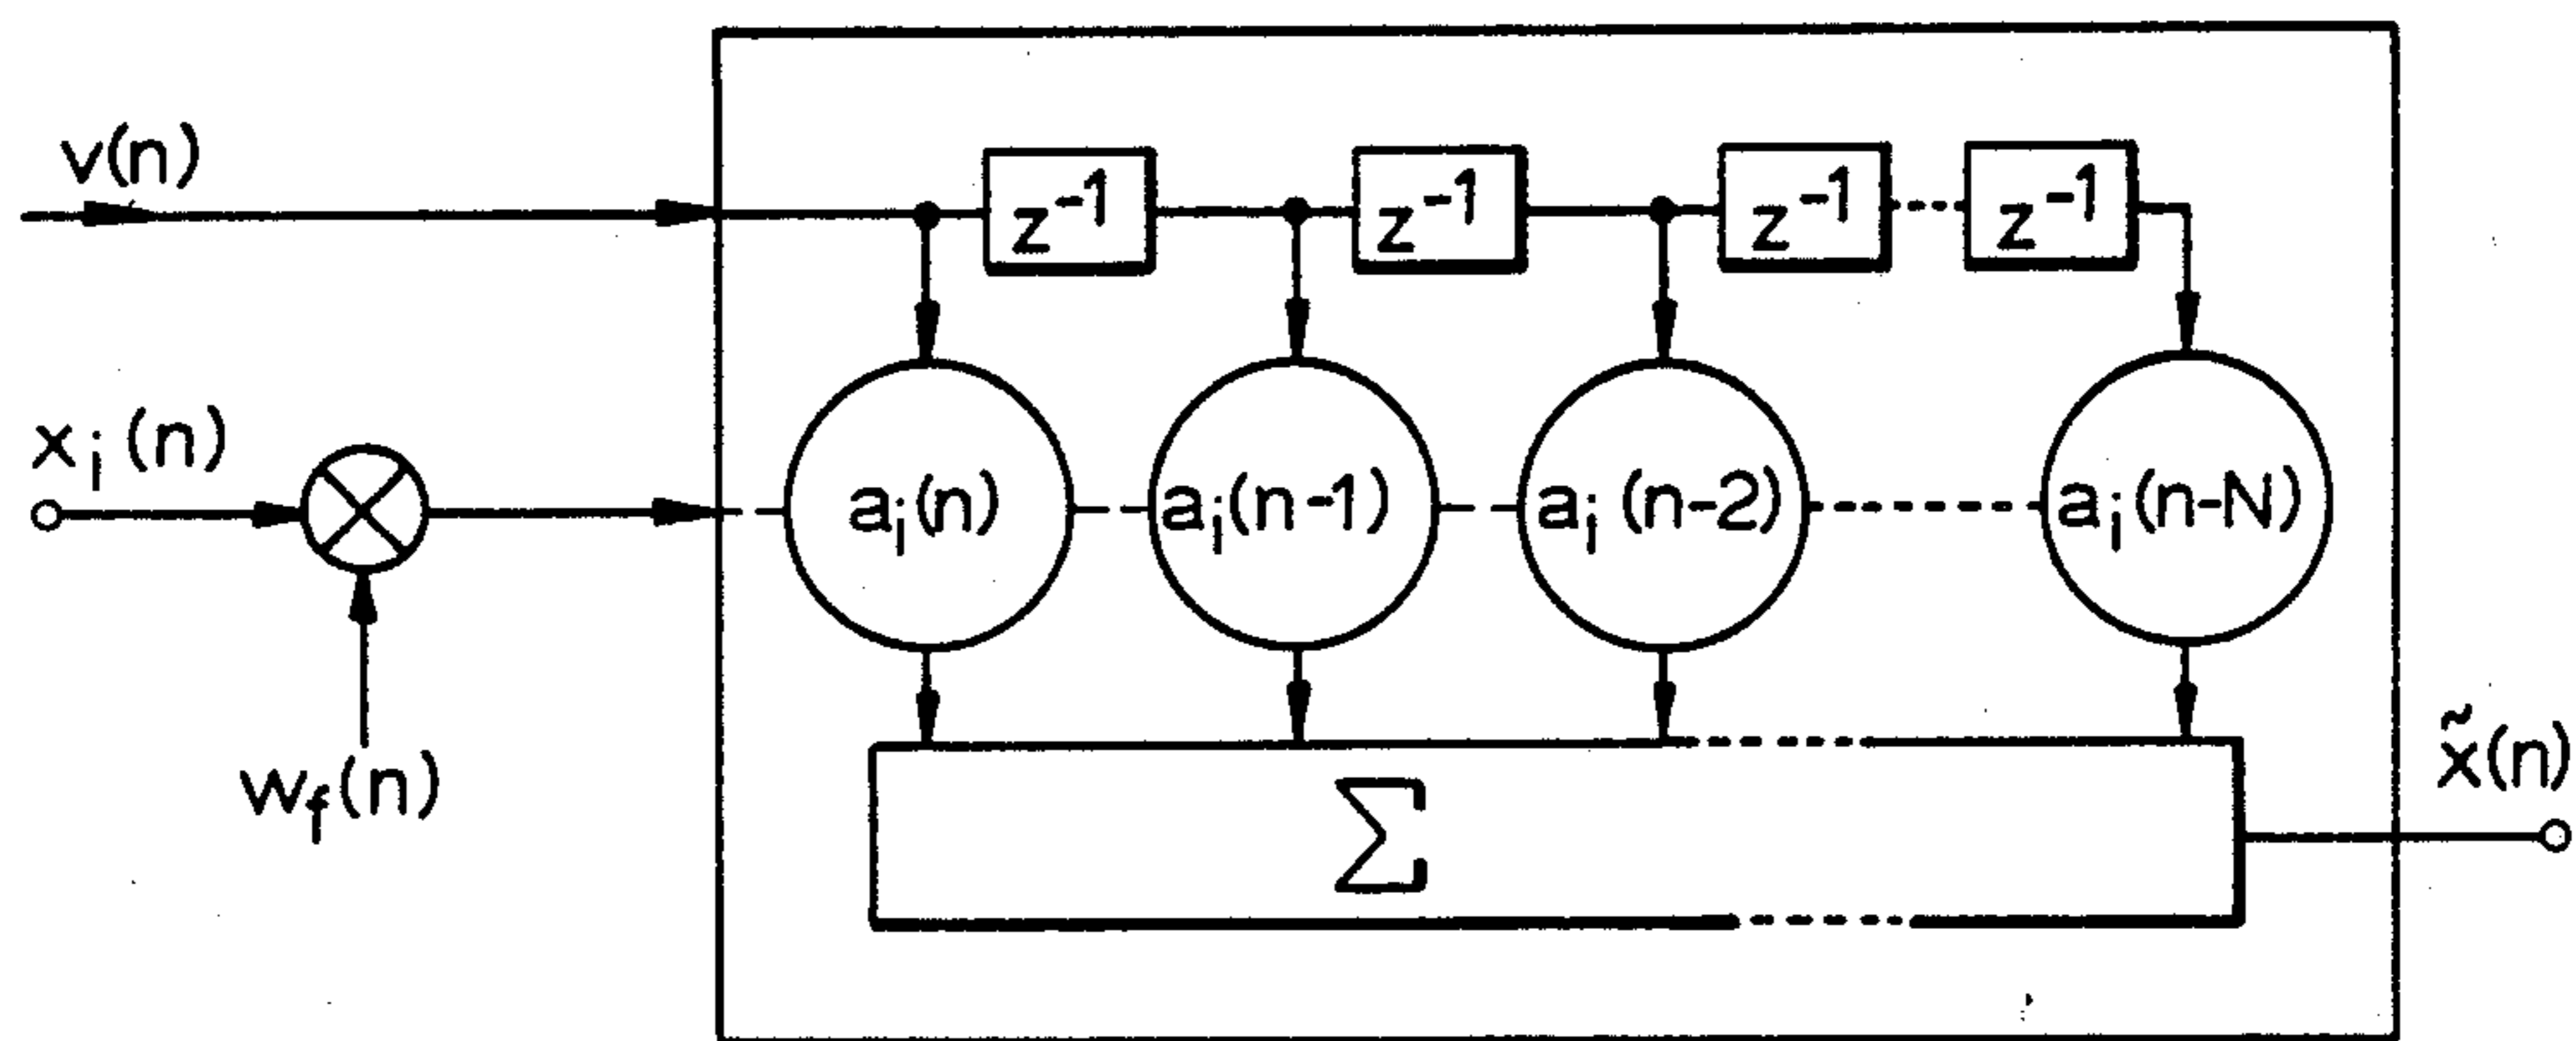 v(n)
z⁻¹ z⁻¹ z⁻¹ z⁻¹
xᵢ(n)
aᵢ(n) aᵢ(n-1) aᵢ(n-2) aᵢ(n-N)
w_f(n)
Σ
x̃(n)